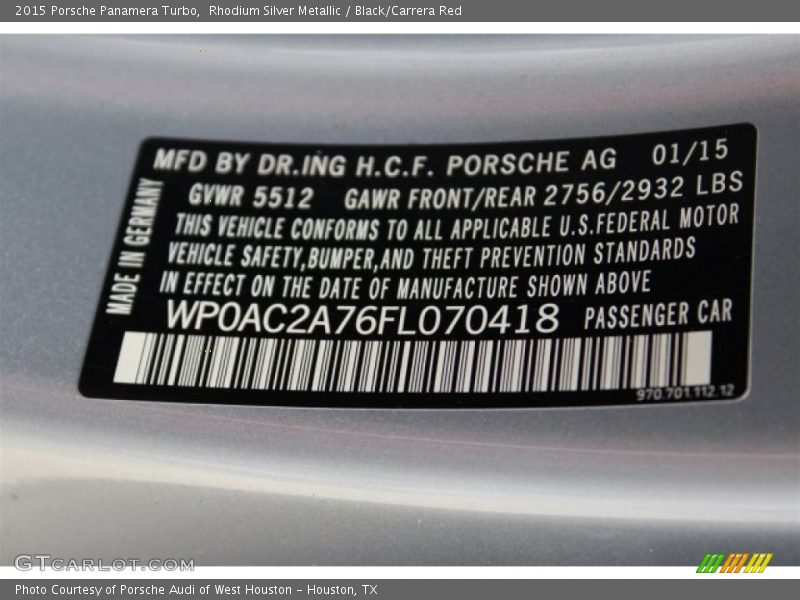 2015 Porsche Panamera Turbo,  Rhodium Silver Metallic / Black/Carrera Red
MFD BY DR.ING H.C.F. PORSCHE AG 01/15
GVWR 5512 GAWR FRONT/REAR 2756/2932 LBS
THIS VEHICLE CONFORMS TO ALL APPLICABLE U.S.FEDERAL MOTOR
VEHICLE SAFETY,BUMPER,AND THEFT PREVENTION STANDARDS
IN EFFECT ON THE DATE OF MANUFACTURE SHOWN ABOVE
WP0AC2A76FL070418 PASSENGER CAR
MADE IN GERMANY
970.701.112.12
GTCARLOT.COM
Photo Courtesy of Porsche Audi of West Houston - Houston, TX